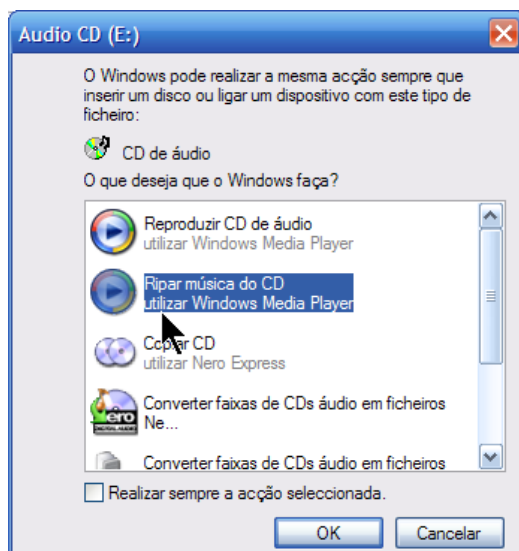 Audio CD (E:)
O Windows pode realizar a mesma acção sempre que
inserir um disco ou ligar um dispositivo com este tipo de
ficheiro:
CD de áudio
O que deseja que o Windows faça?
Reproduzir CD de áudio
utilizar Windows Media Player
Ripar música do CD
utilizar Windows Media Player
Copiar CD
utilizar Nero Express
Converter faixas de CDs áudio em ficheiros
Ne...
nero
DIGITAL AUDIO
Converter faixas de CDs áudio em ficheiros
Realizar sempre a acção seleccionada.
OK
Cancelar